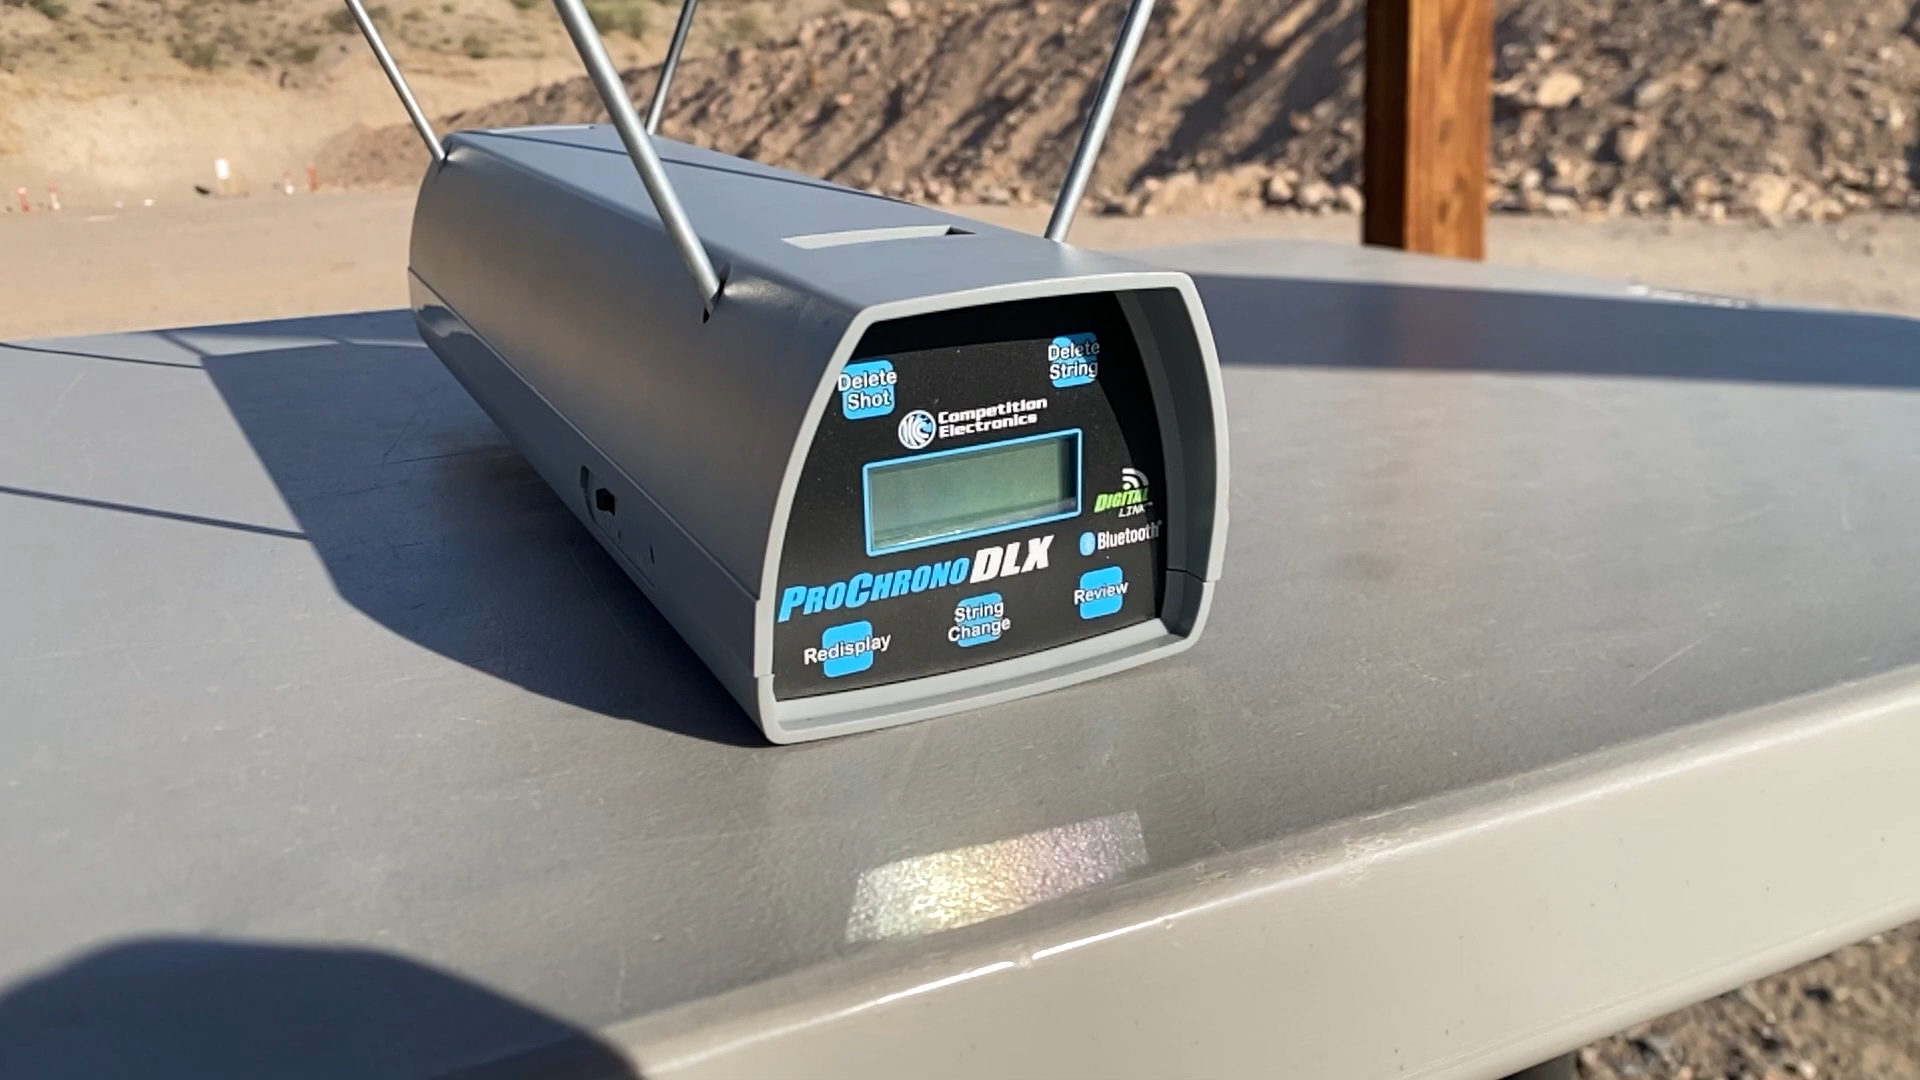 Delete
Shot
Delete
String
Competition
Electronics
DIGITAL
LINK
Bluetooth®
PROCHRONO DLX
Redisplay
String
Change
Review